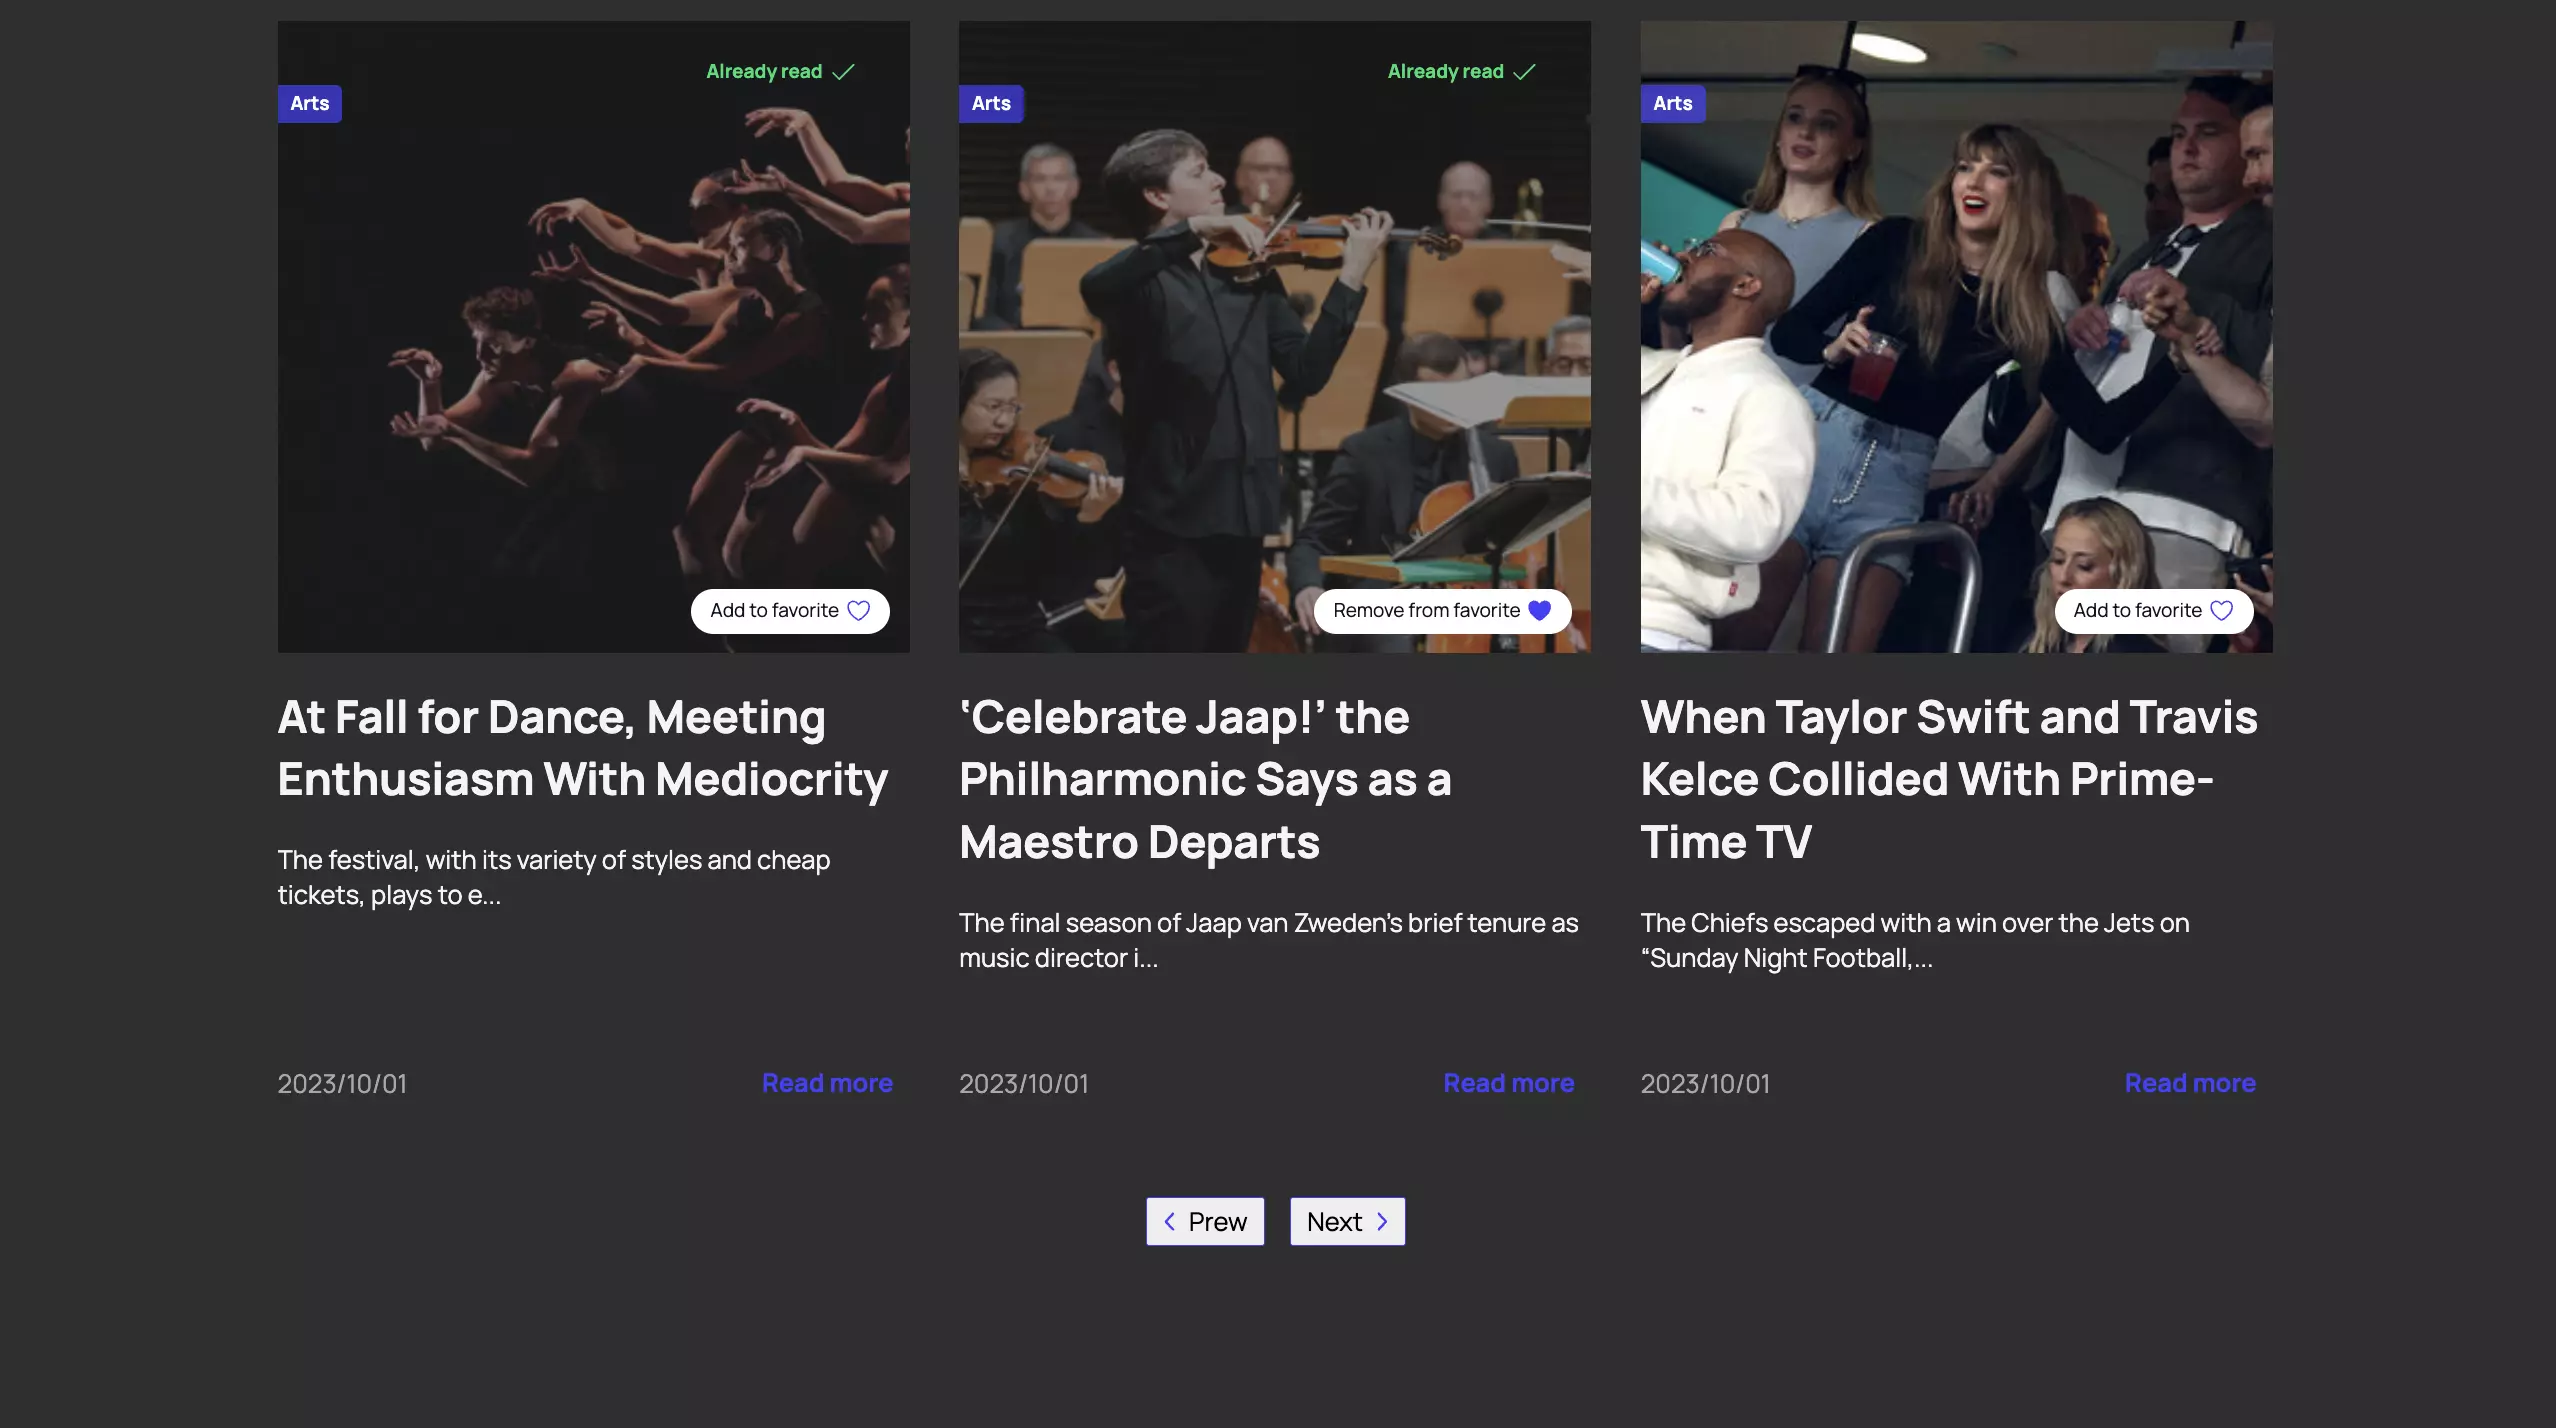 Already read
Arts
Add to favorite
At Fall for Dance, Meeting
Enthusiasm With Mediocrity
The festival, with its variety of styles and cheap
tickets, plays to e...
2023/10/01
Read more
Already read
Arts
Remove from favorite
‘Celebrate Jaap!’ the
Philharmonic Says as a
Maestro Departs
The final season of Jaap van Zweden’s brief tenure as
music director i...
2023/10/01
Read more
Arts
Add to favorite
When Taylor Swift and Travis
Kelce Collided With Prime-
Time TV
The Chiefs escaped with a win over the Jets on
“Sunday Night Football,...
2023/10/01
Read more
Prew
Next